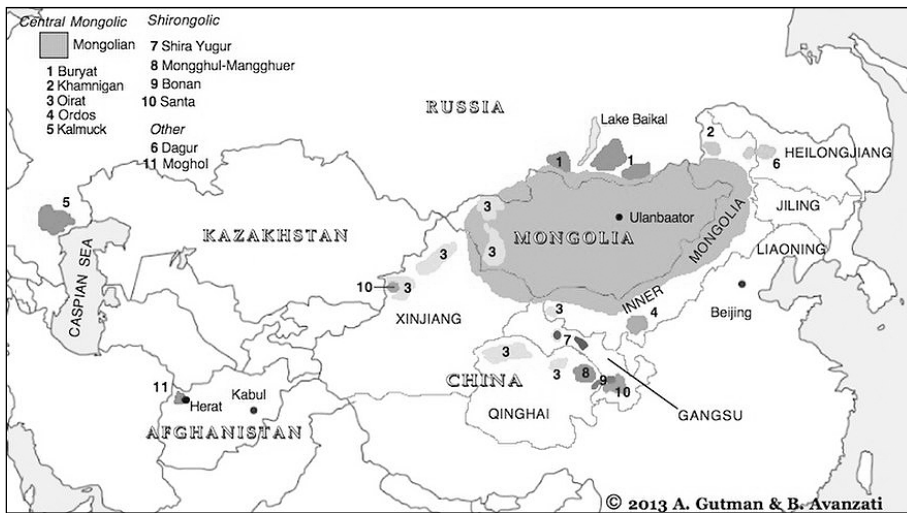 Central Mongolic
Mongolian
1 Buryat
2 Khamnigan
3 Oirat
4 Ordos
5 Kalmuck
Shirongolic
7 Shira Yugur
8 Mongghul-Mangghuer
9 Bonan
10 Santa
Other
6 Dagur
11 Moghol
RUSSIA
Lake Baikal
1
1
2
6
HEILONGJIANG
5
CASPIAN SEA
KAZAKHSTAN
3
MONGOLIA
Ulanbaator
3
3
INNER MONGOLIA
JILING
LIAONING
10
3
XINJIANG
3
4
Beijing
7
3
3
8
9
10
CHINA
QINGHAI
GANGSU
11
Herat
Kabul
AFGHANISTAN
© 2013 A. Gutman & B. Avanzati